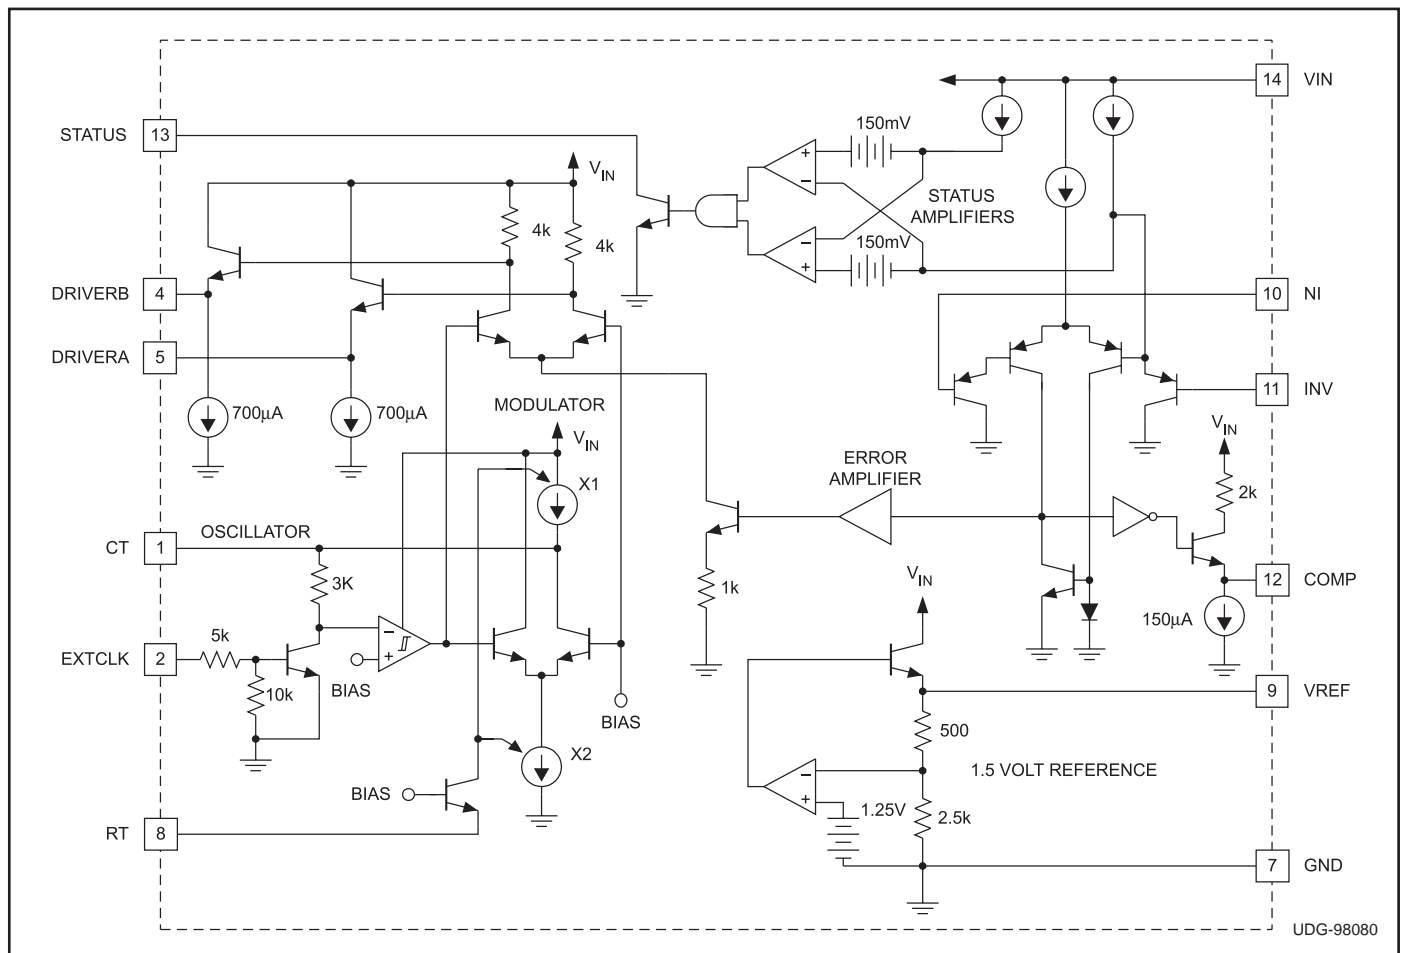 14 VIN
STATUS 13
150mV
VIN
STATUS
AMPLIFIERS
4k
4k
150mV
DRIVERB 4
10 NI
DRIVERA 5
11 INV
700µA
700µA
MODULATOR
VIN
VIN
ERROR
AMPLIFIER
X1
2k
OSCILLATOR
CT 1
3K
VIN
1k
12 COMP
150µA
5k
EXTCLK 2
10k
BIAS
BIAS
9 VREF
500
X2
1.5 VOLT REFERENCE
BIAS
1.25V
2.5k
RT 8
7 GND
UDG-98080